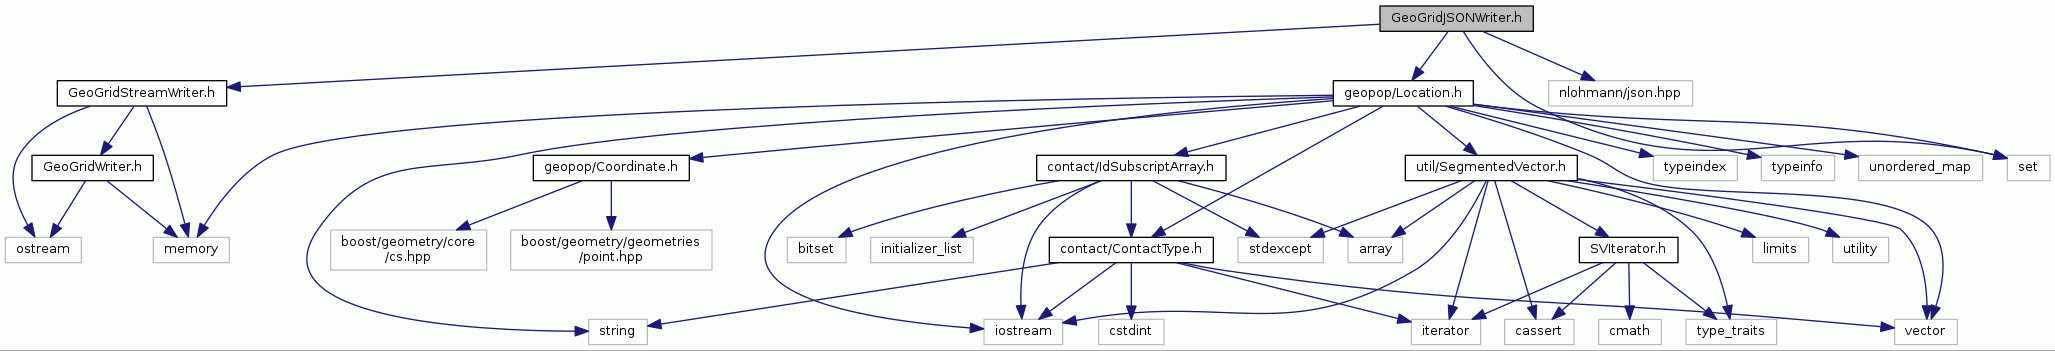 GeoGridJSONWriter.h
GeoGridStreamWriter.h
geopop/Location.h
nlohmann/json.hpp
GeoGridWriter.h
geopop/Coordinate.h
contact/IdSubscriptArray.h
util/SegmentedVector.h
typeindex
typeinfo
unordered_map
set
ostream
memory
boost/geometry/core
/cs.hpp
boost/geometry/geometries
/point.hpp
bitset
initializer_list
contact/ContactType.h
stdexcept
array
SVIterator.h
limits
utility
string
iostream
cstdint
iterator
cassert
cmath
type_traits
vector